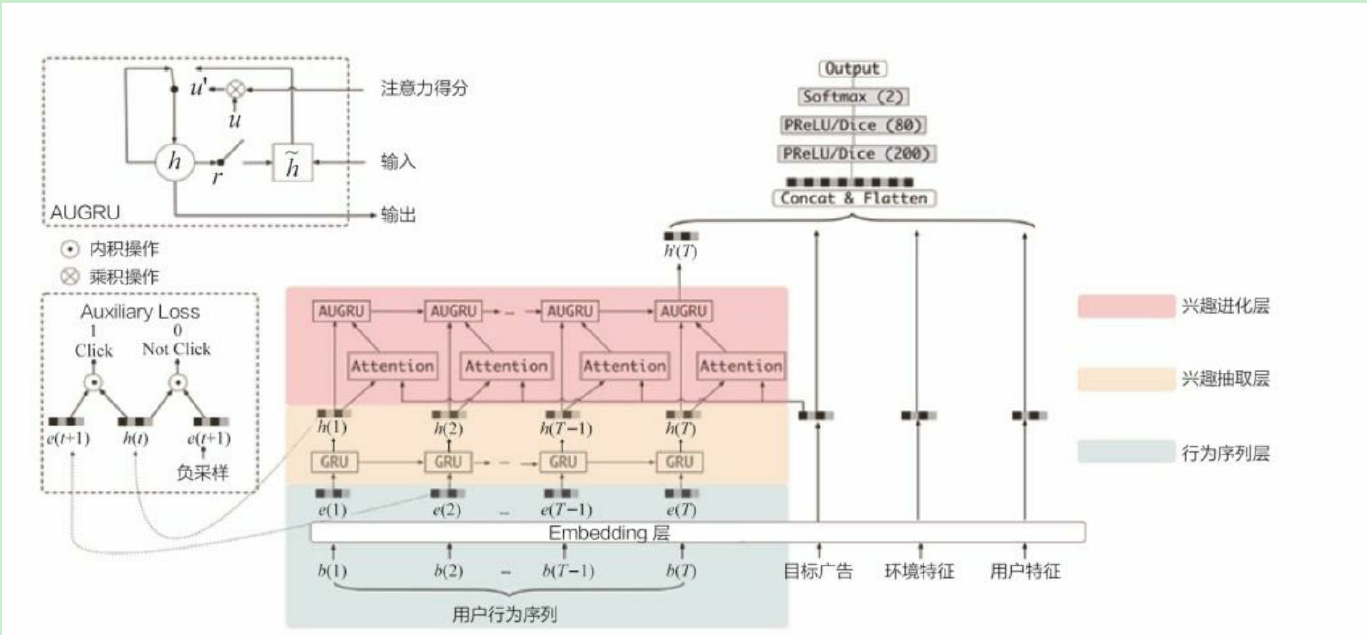 u'
u
注意力得分
h
r
h̃
输入
AUGRU
输出
内积操作
乘积操作
Auxiliary Loss
1
0
Click
Not Click
e(t+1)
h(t)
e(t+1)
负采样
Output
Softmax (2)
PReLU/Dice (80)
PReLU/Dice (200)
Concat & Flatten
h'(T)
AUGRU
AUGRU
...
AUGRU
AUGRU
Attention
Attention
Attention
Attention
h(1)
h(2)
h(T−1)
h(T)
GRU
GRU
...
GRU
GRU
e(1)
e(2)
...
e(T−1)
e(T)
Embedding 层
b(1)
b(2)
...
b(T−1)
b(T)
目标广告
环境特征
用户特征
用户行为序列
兴趣进化层
兴趣抽取层
行为序列层